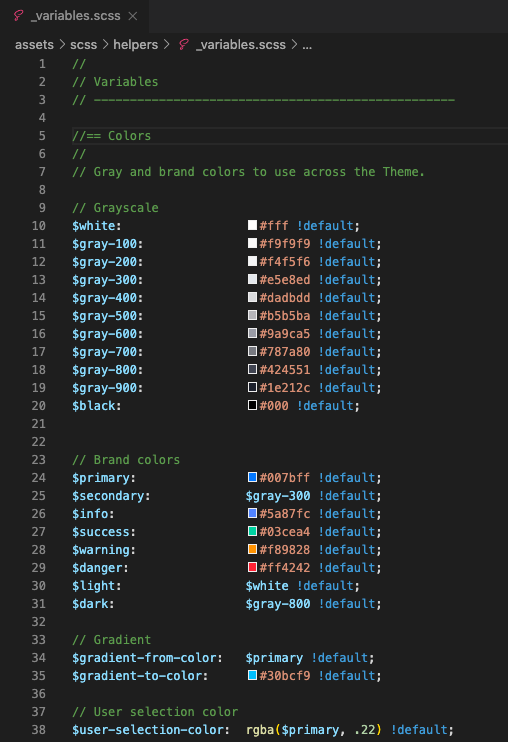 _variables.scss ×
assets > scss > helpers > _variables.scss > ...
1 //
2 // Variables
3 // --------------------------------------------------
4
5 //== Colors
6 //
7 // Gray and brand colors to use across the Theme.
8
9 // Grayscale
10 $white: #fff !default;
11 $gray-100: #f9f9f9 !default;
12 $gray-200: #f4f5f6 !default;
13 $gray-300: #e5e8ed !default;
14 $gray-400: #dadbdd !default;
15 $gray-500: #b5b5ba !default;
16 $gray-600: #9a9ca5 !default;
17 $gray-700: #787a80 !default;
18 $gray-800: #424551 !default;
19 $gray-900: #1e212c !default;
20 $black: #000 !default;
21
22
23 // Brand colors
24 $primary: #007bff !default;
25 $secondary: $gray-300 !default;
26 $info: #5a87fc !default;
27 $success: #03cea4 !default;
28 $warning: #f89828 !default;
29 $danger: #ff4242 !default;
30 $light: $white !default;
31 $dark: $gray-800 !default;
32
33 // Gradient
34 $gradient-from-color: $primary !default;
35 $gradient-to-color: #30bcf9 !default;
36
37 // User selection color
38 $user-selection-color: rgba($primary, .22) !default;